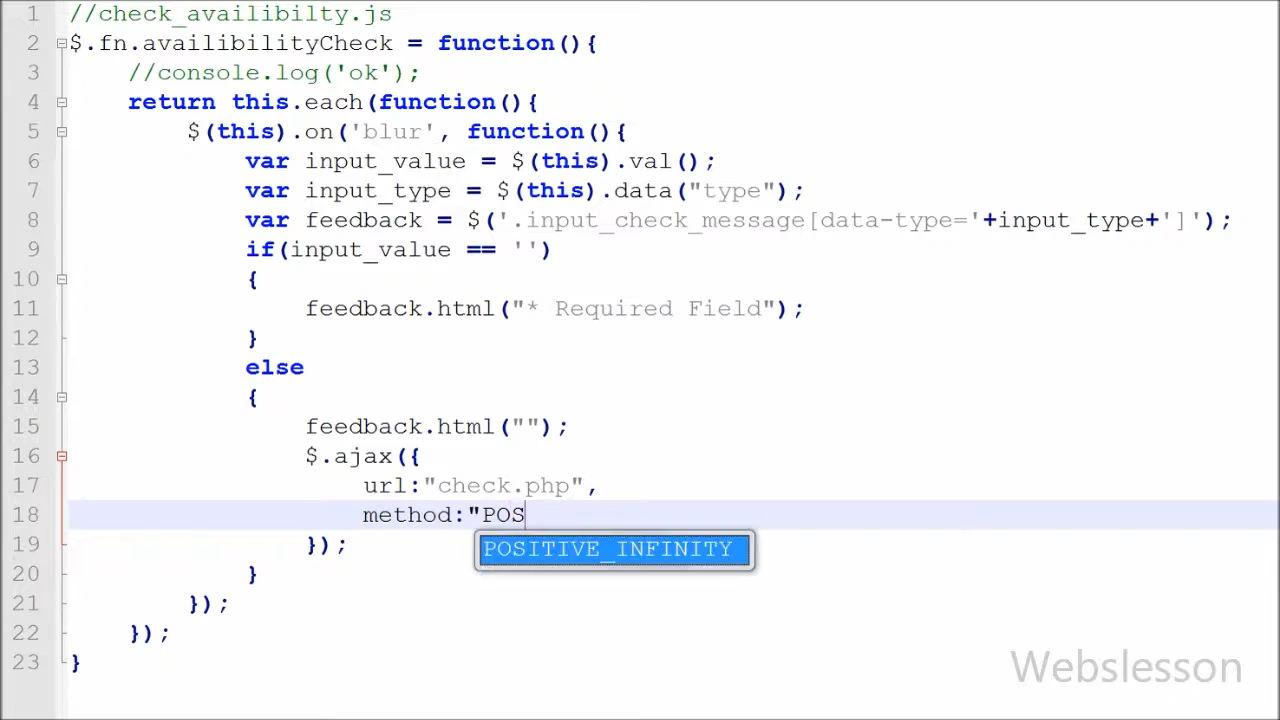 1 //check_availibilty.js
2 $.fn.availibilityCheck = function(){
3 //console.log('ok');
4 return this.each(function(){
5 $(this).on('blur', function(){
6 var input_value = $(this).val();
7 var input_type = $(this).data("type");
8 var feedback = $('.input_check_message[data-type='+input_type+']');
9 if(input_value == '')
10 {
11 feedback.html("* Required Field");
12 }
13 else
14 {
15 feedback.html("");
16 $.ajax({
17 url:"check.php",
18 method:"POS
19 });
POSITIVE_INFINITY
20 }
21 });
22 });
23 }
Webslesson